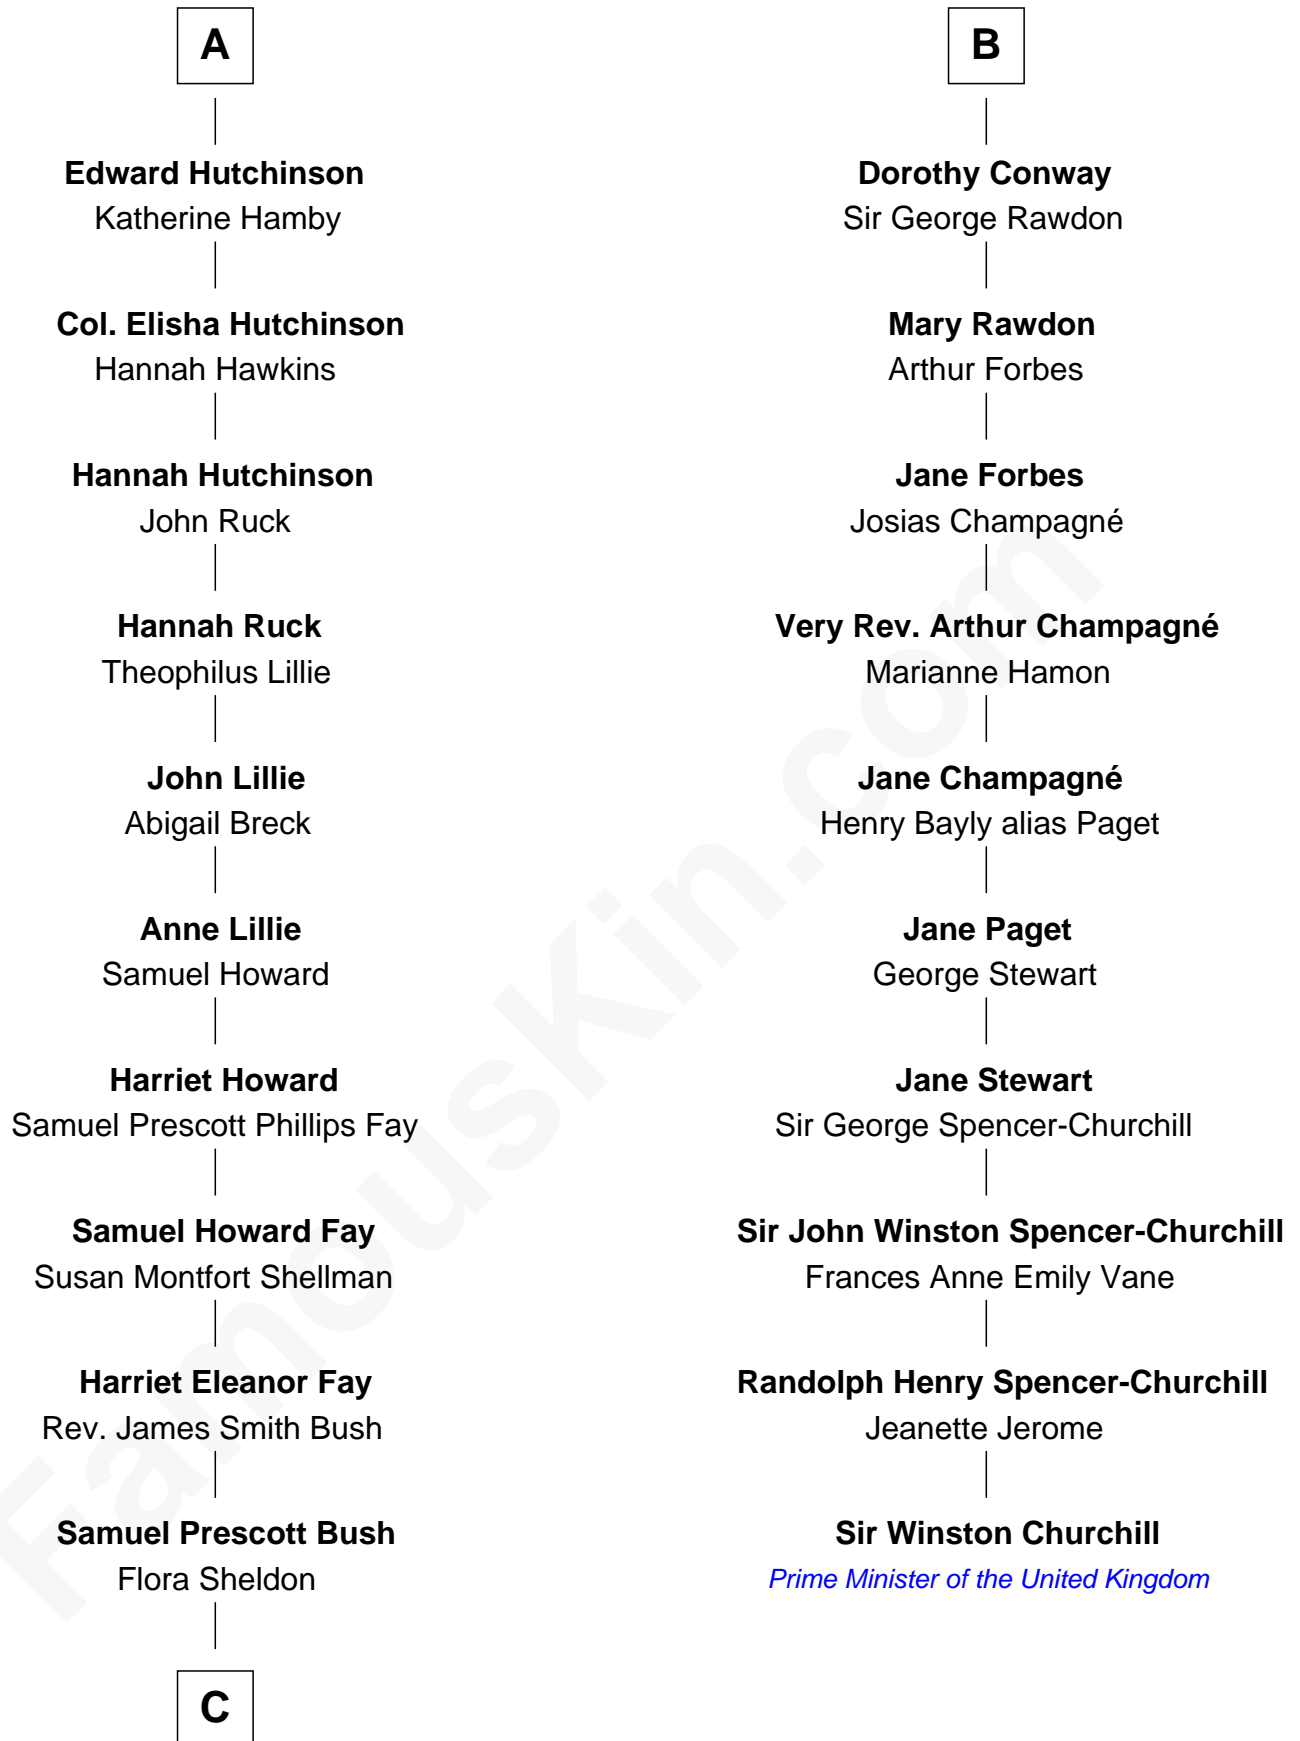 A
Edward Hutchinson
Katherine Hamby
Col. Elisha Hutchinson
Hannah Hawkins
Hannah Hutchinson
John Ruck
Hannah Ruck
Theophilus Lillie
John Lillie
Abigail Breck
Anne Lillie
Samuel Howard
Harriet Howard
Samuel Prescott Phillips Fay
Samuel Howard Fay
Susan Montfort Shellman
Harriet Eleanor Fay
Rev. James Smith Bush
Samuel Prescott Bush
Flora Sheldon
C
B
Dorothy Conway
Sir George Rawdon
Mary Rawdon
Arthur Forbes
Jane Forbes
Josias Champagné
Very Rev. Arthur Champagné
Marianne Hamon
Jane Champagné
Henry Bayly alias Paget
Jane Paget
George Stewart
Jane Stewart
Sir George Spencer-Churchill
Sir John Winston Spencer-Churchill
Frances Anne Emily Vane
Randolph Henry Spencer-Churchill
Jeanette Jerome
Sir Winston Churchill
Prime Minister of the United Kingdom
FamousKin.com